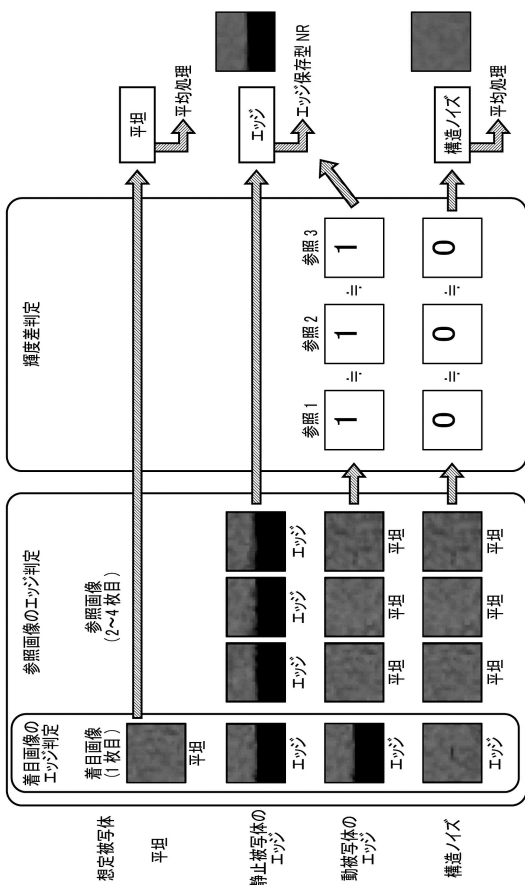 想定被写体
平坦
静止被写体の
エッジ
動被写体の
エッジ
構造ノイズ
着目画像の
エッジ判定
着目画像
(1枚目)
平坦
エッジ
エッジ
エッジ
参照画像のエッジ判定
参照画像
(2~4枚目)
エッジ
エッジ
エッジ
平坦
平坦
平坦
平坦
平坦
平坦
輝度差判定
参照1
参照2
参照3
1 ≒ 1 ≒ 1
0 ≒ 0 ≒ 0
平坦
平均処理
エッジ
エッジ保存型NR
構造ノイズ
平均処理